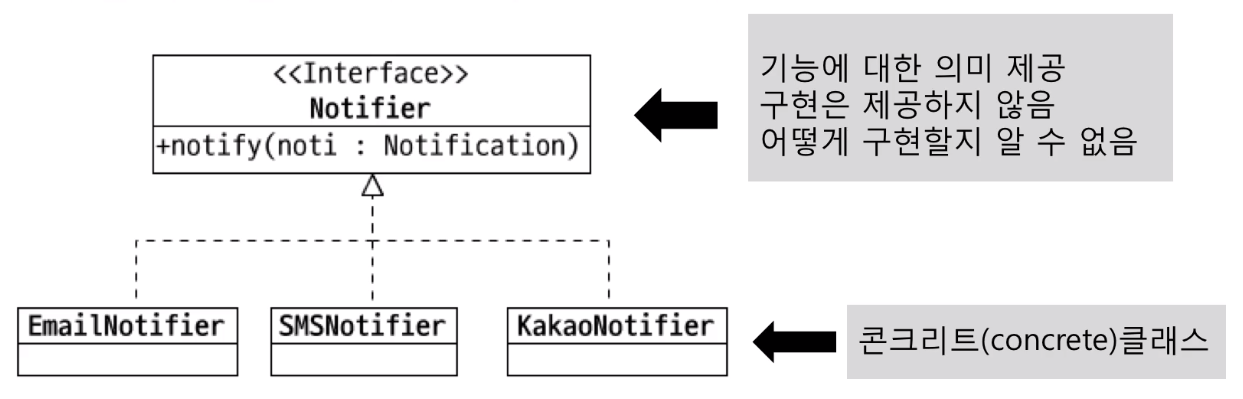 <<Interface>>
Notifier
+notify(noti : Notification)
기능에 대한 의미 제공
구현은 제공하지 않음
어떻게 구현할지 알 수 없음
EmailNotifier
SMSNotifier
KakaoNotifier
콘크리트(concrete)클래스